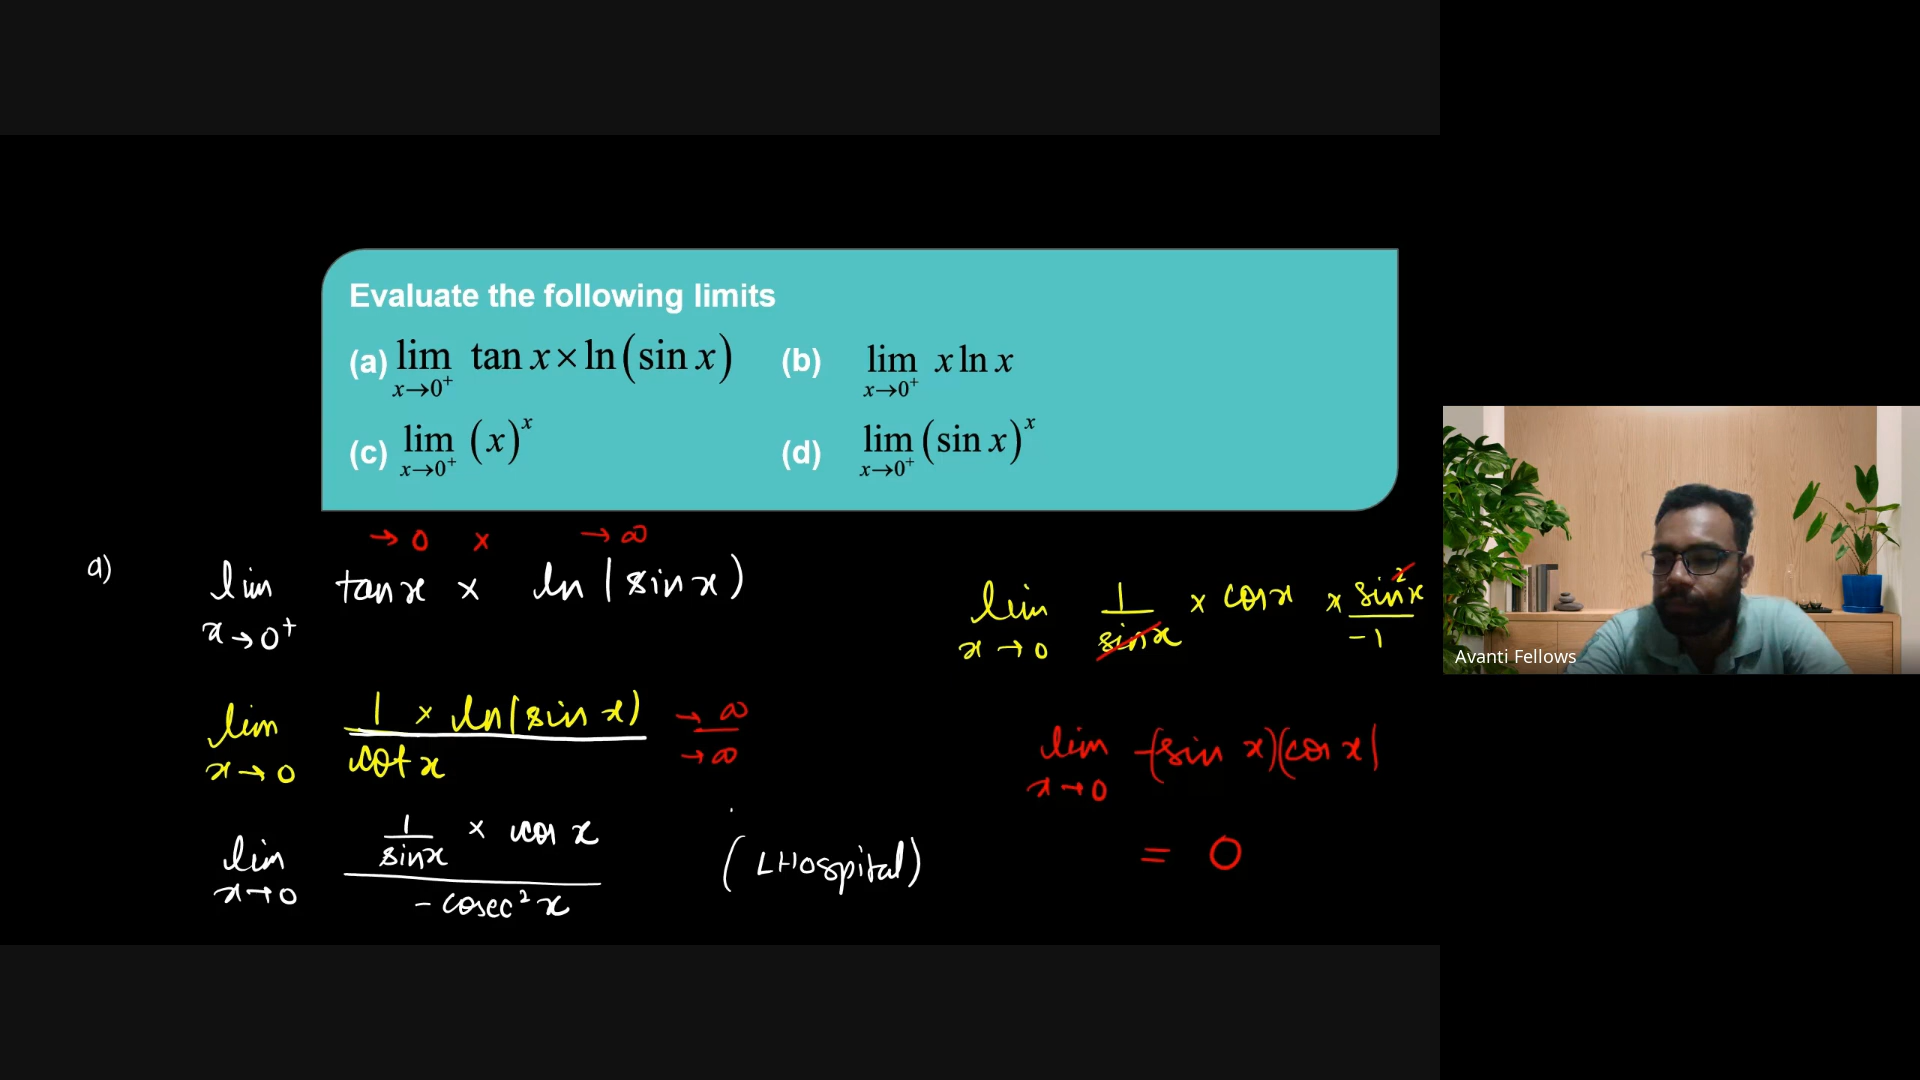 Evaluate the following limits
(a) lim x→0⁺ tan x × ln(sin x) (b) lim x→0⁺ x ln x
(c) lim x→0⁺ (x)ˣ (d) lim x→0⁺ (sin x)ˣ
→ 0 × → ∞
a) lim x→0⁺ tan x × ln(sin x)
lim x→0 1 × ln(sin x) / cot x → ∞ / → ∞
lim x→0 1/sin x × cos x / - cosec² x (LHospital)
lim x→0 1/sin x × cos x × sin² x / -1
lim x→0 -(sin x)(cos x)
= 0
Avanti Fellows